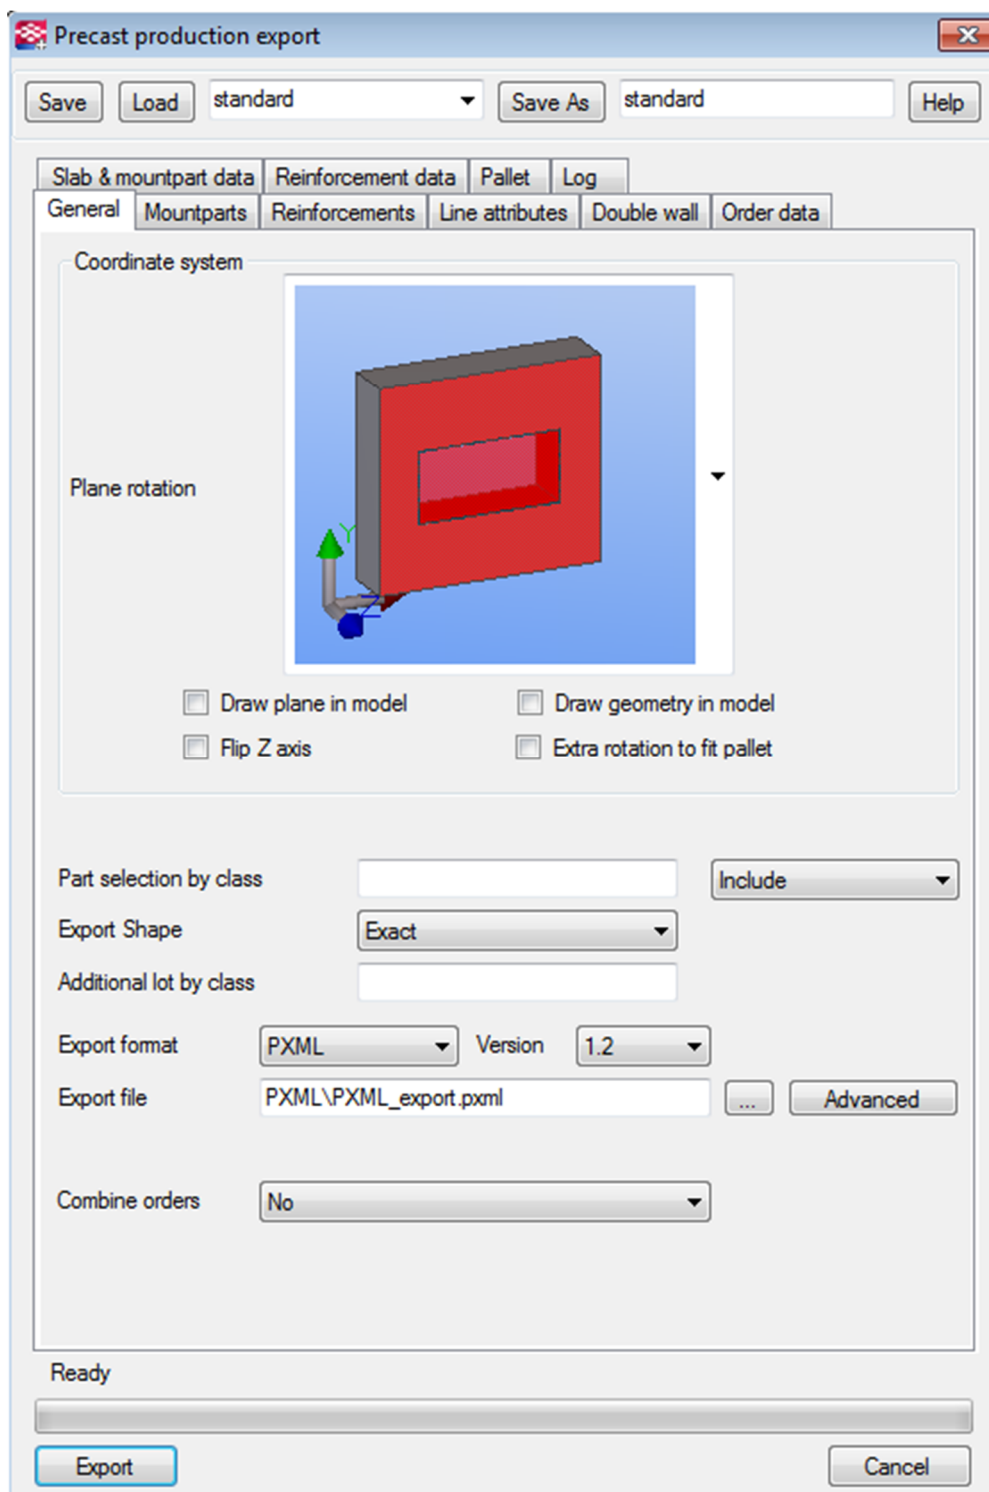 Precast production export
Save Load standard Save As standard Help
Slab & mountpart data Reinforcement data Pallet Log
General Mountparts Reinforcements Line attributes Double wall Order data
Coordinate system
Plane rotation
Y
Z
Draw plane in model Draw geometry in model
Flip Z axis Extra rotation to fit pallet
Part selection by class Include
Export Shape Exact
Additional lot by class
Export format PXML Version 1.2
Export file PXML\PXML_export.pxml ... Advanced
Combine orders No
Ready
Export Cancel